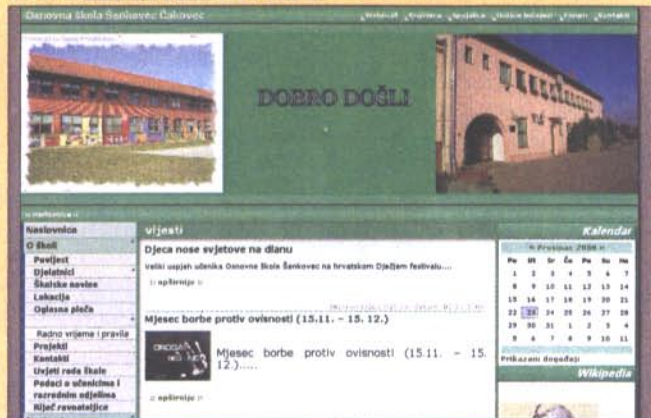 Osnovna škola Šenkovec Čakovec
Webmail Knjižnica Forum Kontakti
DOBRO DOŠLI
:: naslovnica ::
Naslovnica
O školi
Povijest
Djelatnici
Školske novine
Lokacija
Oglasna ploča
Radno vrijeme i pravila
Projekti
Kontakti
Uvjeti rada škole
Podaci o učenicima i
razrednim odjelima
Riječ ravnateljice
vijesti
Djeca nose svjetove na dlanu
Veliki uspjeh učenika Osnovne škole Šenkovec na hrvatskom Dječjem festivalu....
:: opširnije ::
Mjesec borbe protiv ovisnosti (15.11. - 15. 12.)
DROGA
Mjesec borbe protiv ovisnosti (15.11. - 15.
12.).....
:: opširnije ::
Kalendar
« Prosinac 2008 »
Po Ut Sr Če Pe Su Ne
1 2 3 4 5 6 7
8 9 10 11 12 13 14
15 16 17 18 19 20 21
22 23 24 25 26 27 28
29 30 31 1 2 3 4
5 6 7 8 9 10 11
Prikazani događaji
Wikipedia